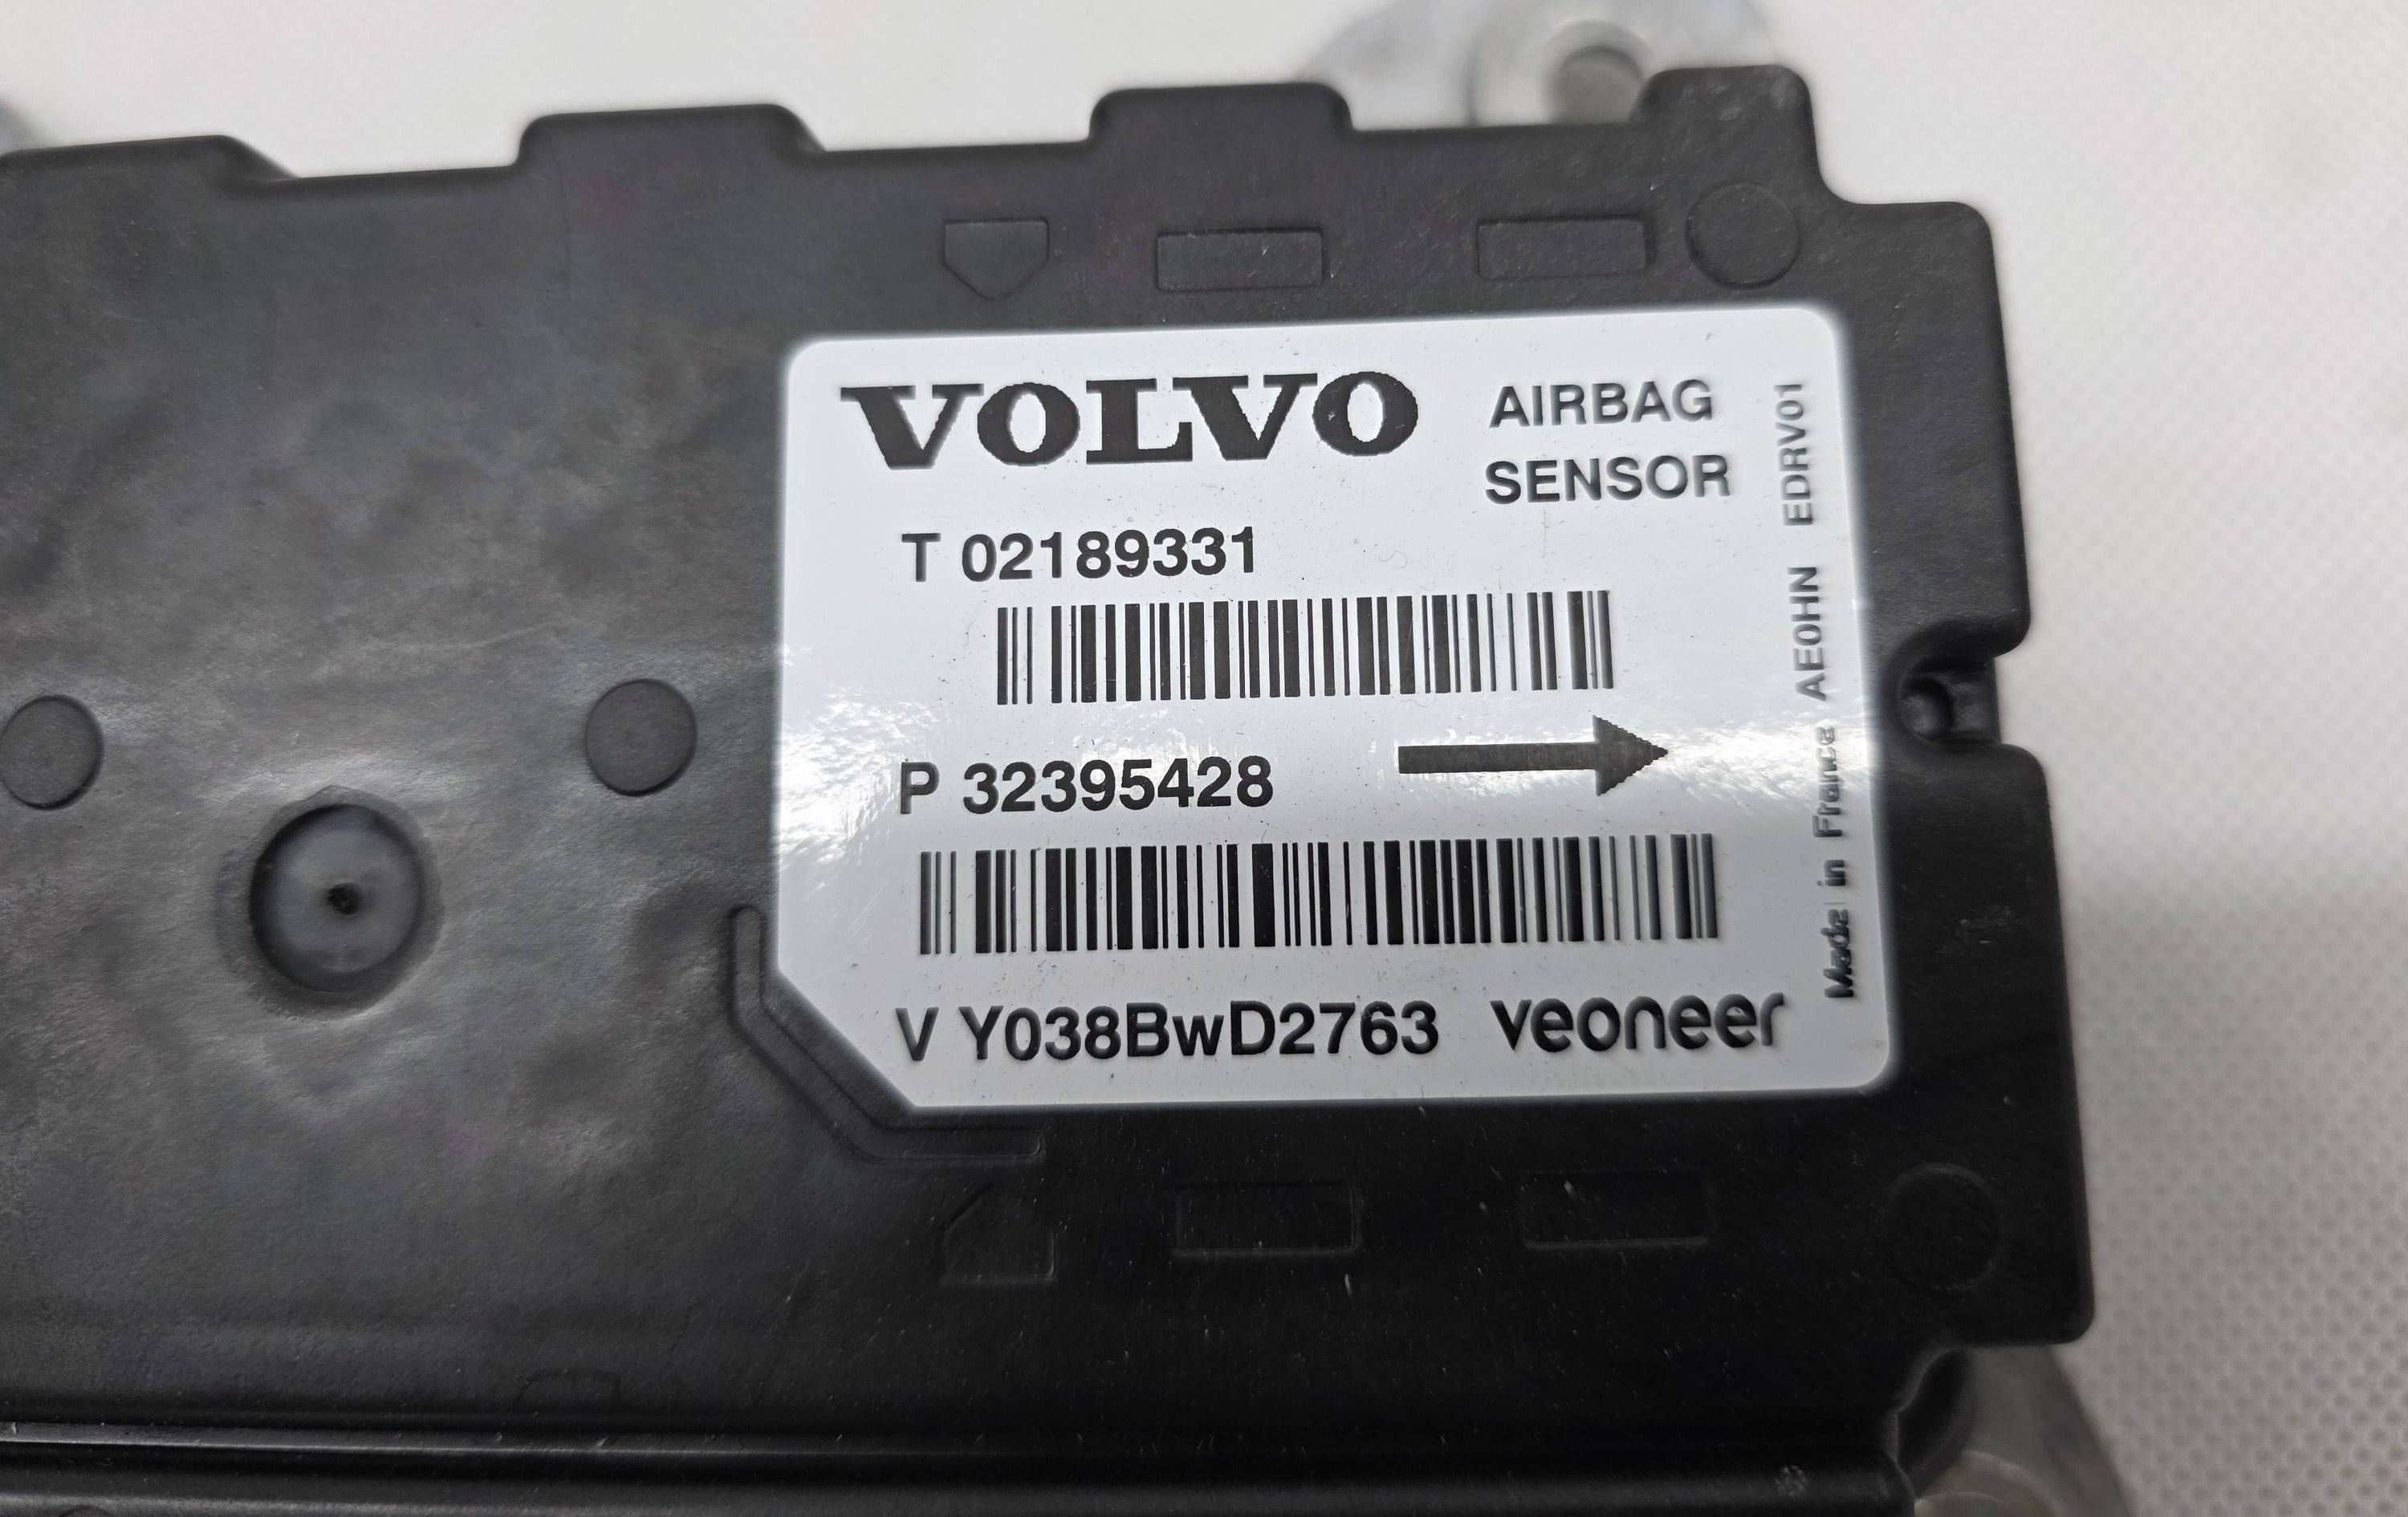 VOLVO
AIRBAG
SENSOR
T 02189331
P 32395428
V Y038BwD2763
veoneer
Made in France AE0HN EDRV01